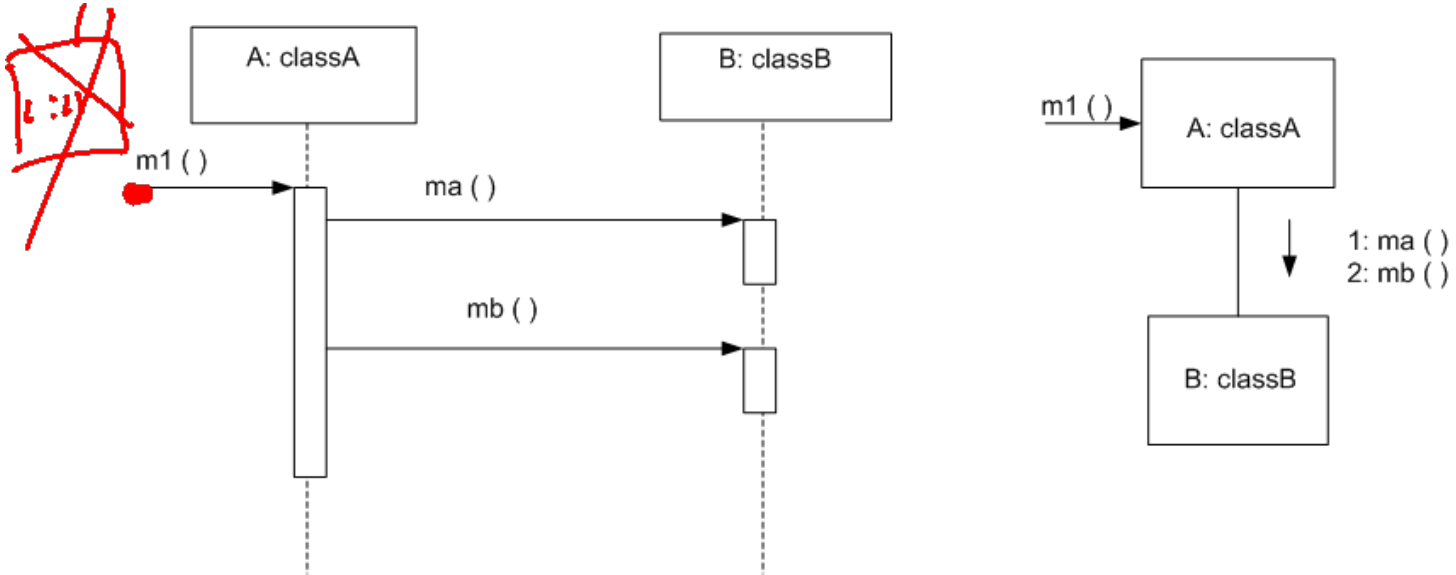 A: classA
B: classB
m1 ( )
ma ( )
mb ( )
m1 ( )
A: classA
1: ma ( )
2: mb ( )
B: classB